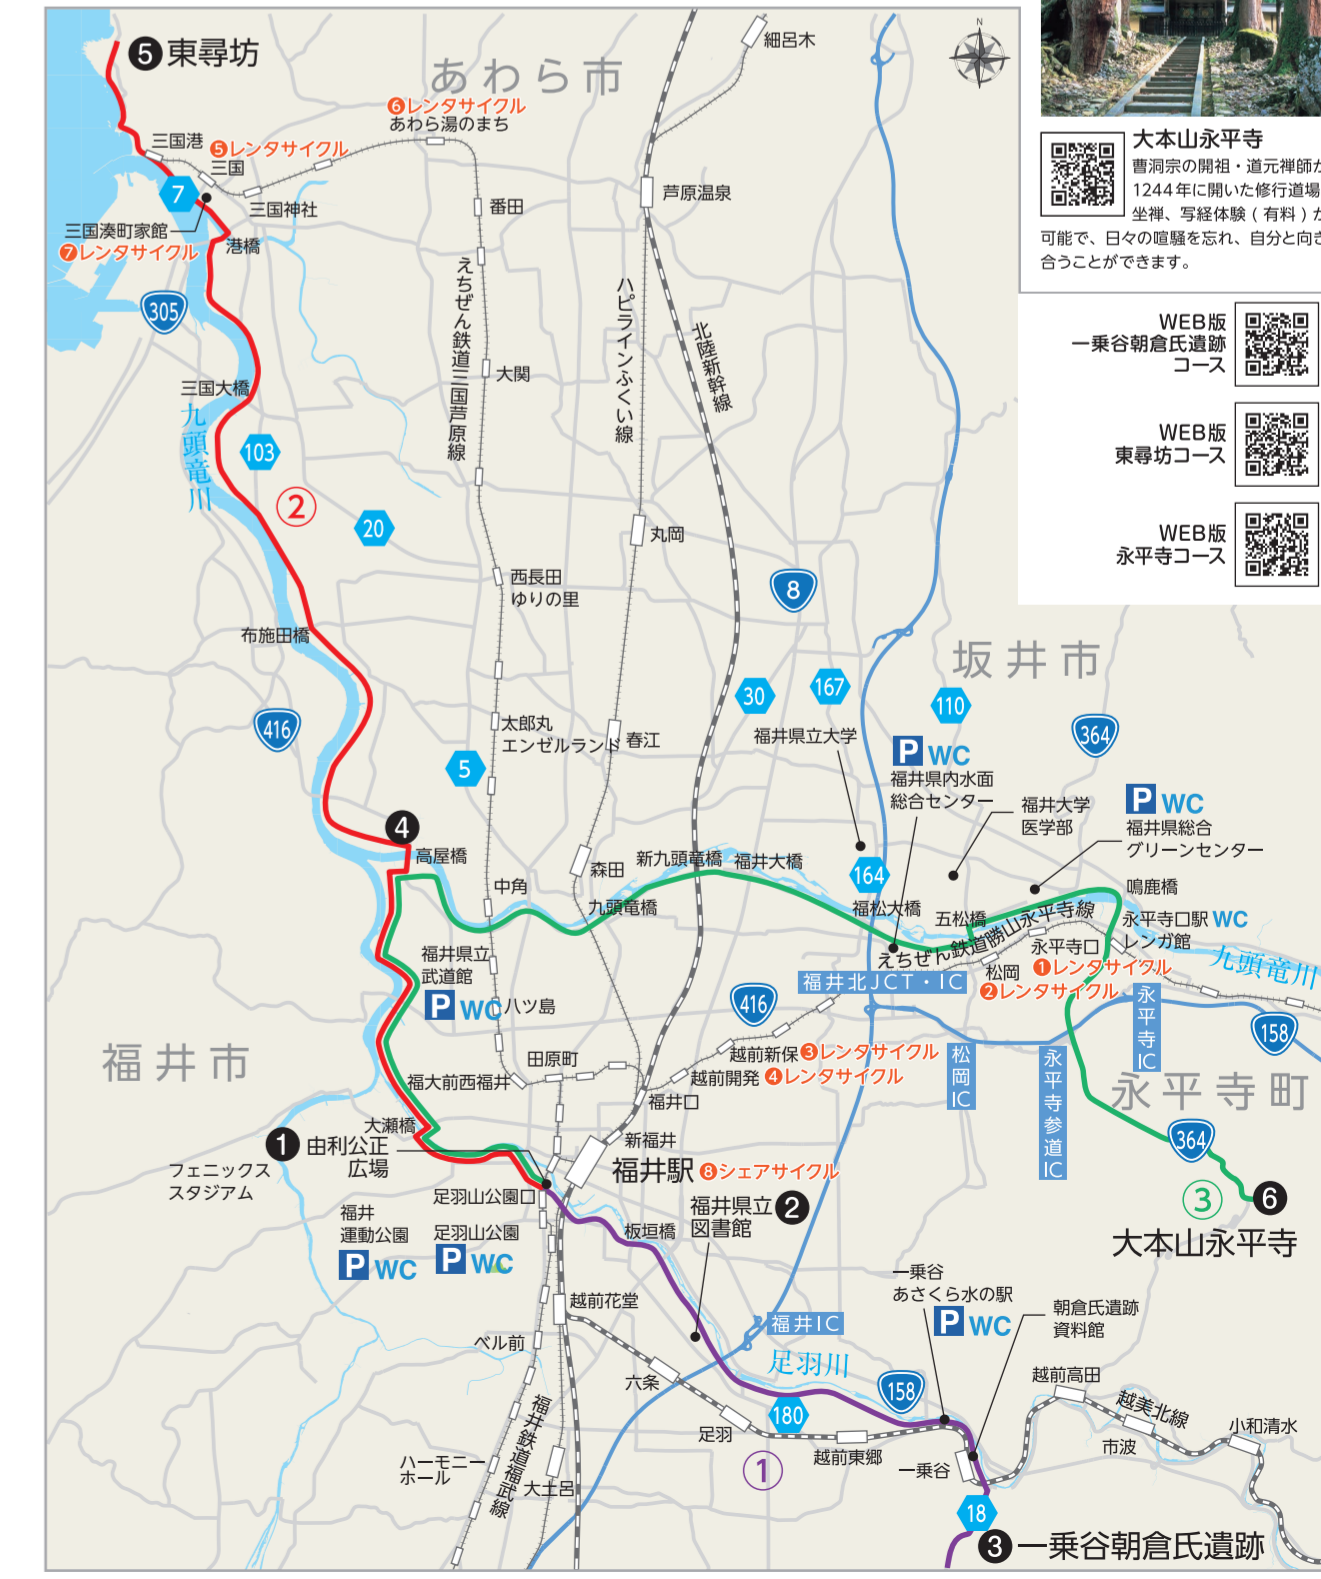 N
❺東尋坊
あわら市
細呂木
❻レンタサイクル
あわら湯のまち
三国港
❺レンタサイクル
三国
7
三国神社
番田
芦原温泉
三国湊町家館
❼レンタサイクル
港橋
305
えちぜん鉄道三国芦原線
ハピラインふくい線
北陸新幹線
三国大橋
大関
九頭竜川
103
②
20
丸岡
西長田
ゆりの里
8
布施田橋
坂井市
30
167
110
416
太郎丸
エンゼルランド
春江
福井県立大学
364
5
P WC
福井県内水面
総合センター
福井大学
医学部
P WC
福井県総合
グリーンセンター
❹
高屋橋
中角
森田
新九頭竜橋
福井大橋
164
九頭竜橋
福松大橋
五松橋
鳴鹿橋
えちぜん鉄道勝山永平寺線
永平寺口駅 WC
レンガ館
永平寺口
❶レンタサイクル
九頭竜川
松岡
❷レンタサイクル
福井県立
武道館
P WC
八ツ島
福井北JCT・IC
416
永平寺IC
158
福井市
田原町
越前新保❸レンタサイクル
越前開発❹レンタサイクル
松岡IC
永平寺参道IC
永平寺町
福大前西福井
福井口
大瀬橋
❶由利公正
広場
新福井
福井駅
❽シェアサイクル
364
フェニックス
スタジアム
足羽山公園口
福井県立
図書館❷
③
❻
大本山永平寺
福井
運動公園
P WC
足羽山公園
P WC
板垣橋
一乗谷
あさくら水の駅
P WC
朝倉氏遺跡
資料館
越前花堂
福井IC
ベル前
足羽川
六条
158
越前高田
越美北線
小和清水
市波
180
足羽
越前東郷
一乗谷
①
福井鉄道福武線
ハーモニー
ホール
大土呂
18
❸一乗谷朝倉氏遺跡
大本山永平寺
曹洞宗の開祖・道元禅師が
1244年に開いた修行道場
坐禅、写経体験(有料)が
可能で、日々の喧騒を忘れ、自分と向き
合うことができます。
WEB版
一乗谷朝倉氏遺跡
コース
WEB版
東尋坊コース
WEB版
永平寺コース